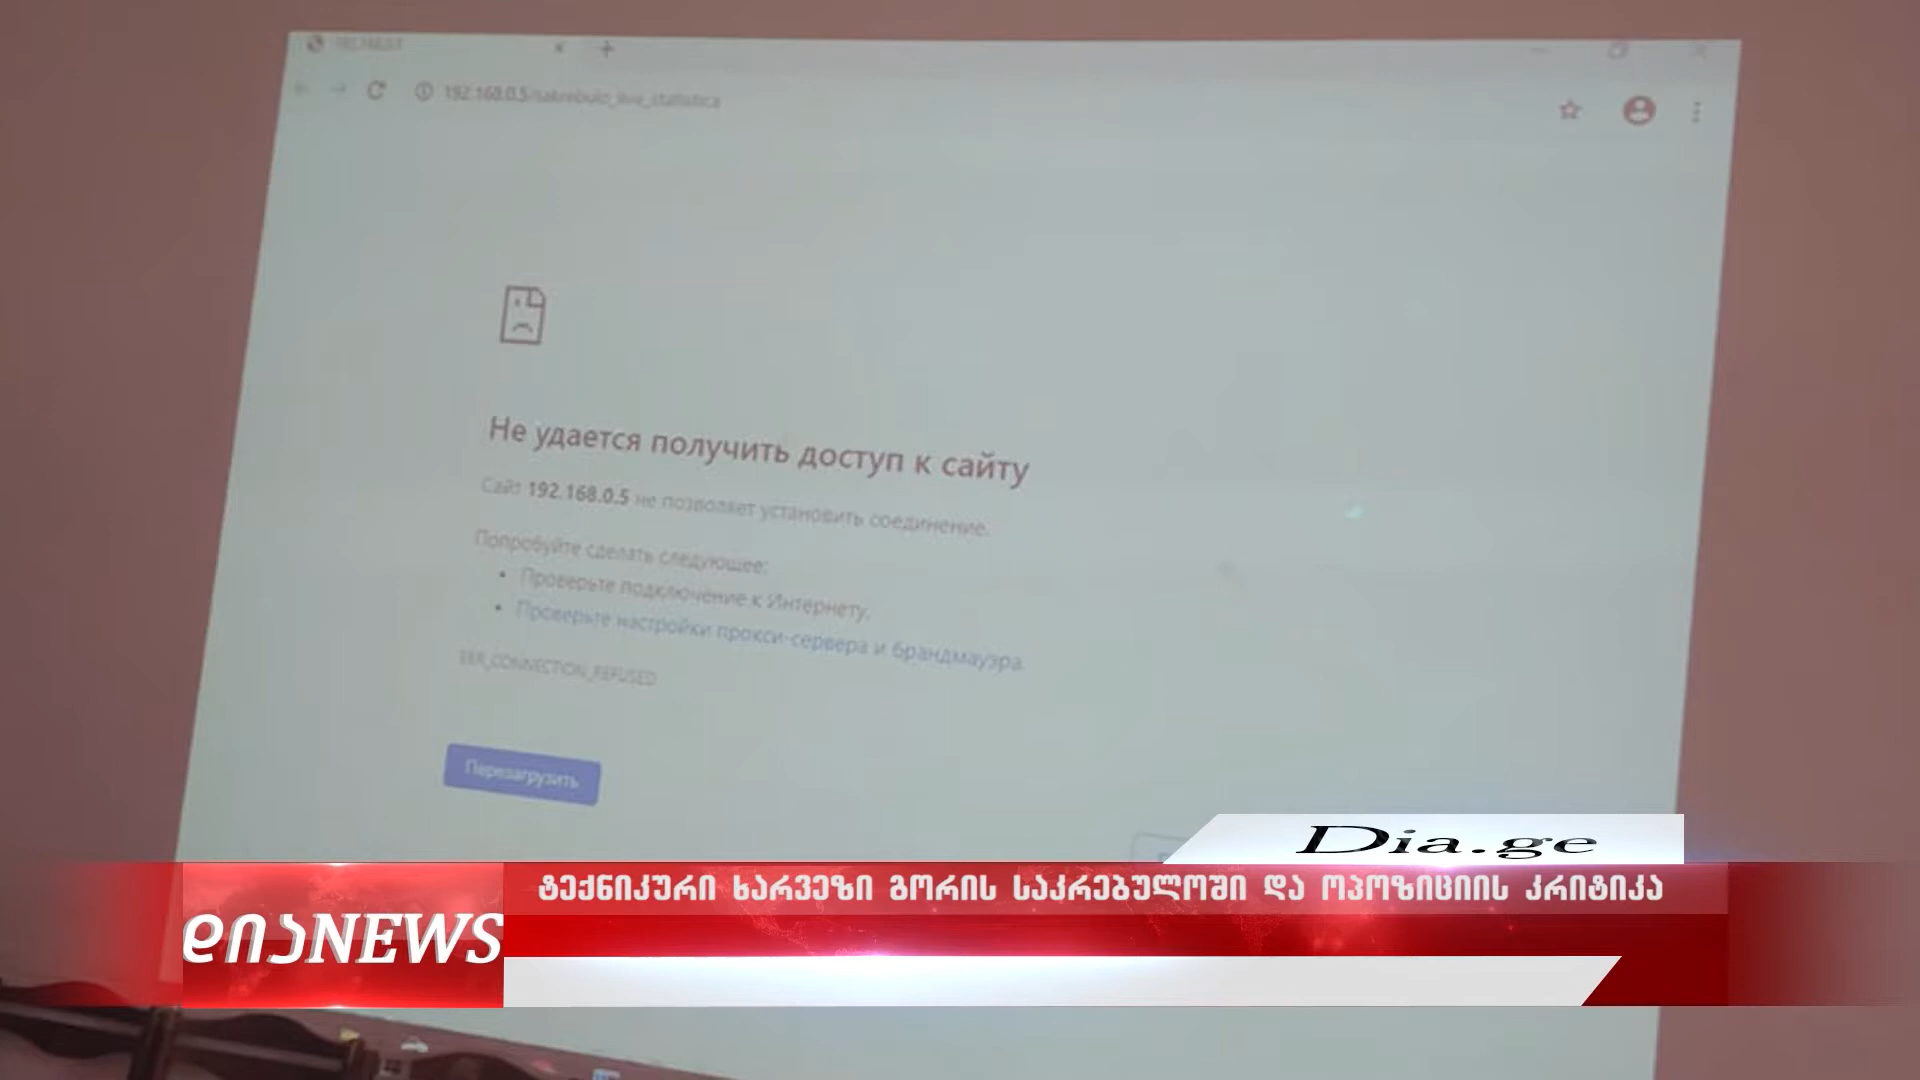 192.168.0.5/sakrebulo_live_statistica
Не удается получить доступ к сайту
Сайт 192.168.0.5 не позволяет установить соединение.
Попробуйте сделать следующее:
• Проверьте подключение к Интернету.
• Проверьте настройки прокси-сервера и брандмауэра
ERR_CONNECTION_REFUSED
Перезагрузить
Dia.ge
ტექნიკური ხარვეზი გორის საკრებულოში და ოპოზიციის კრიტიკა
დიაNEWS